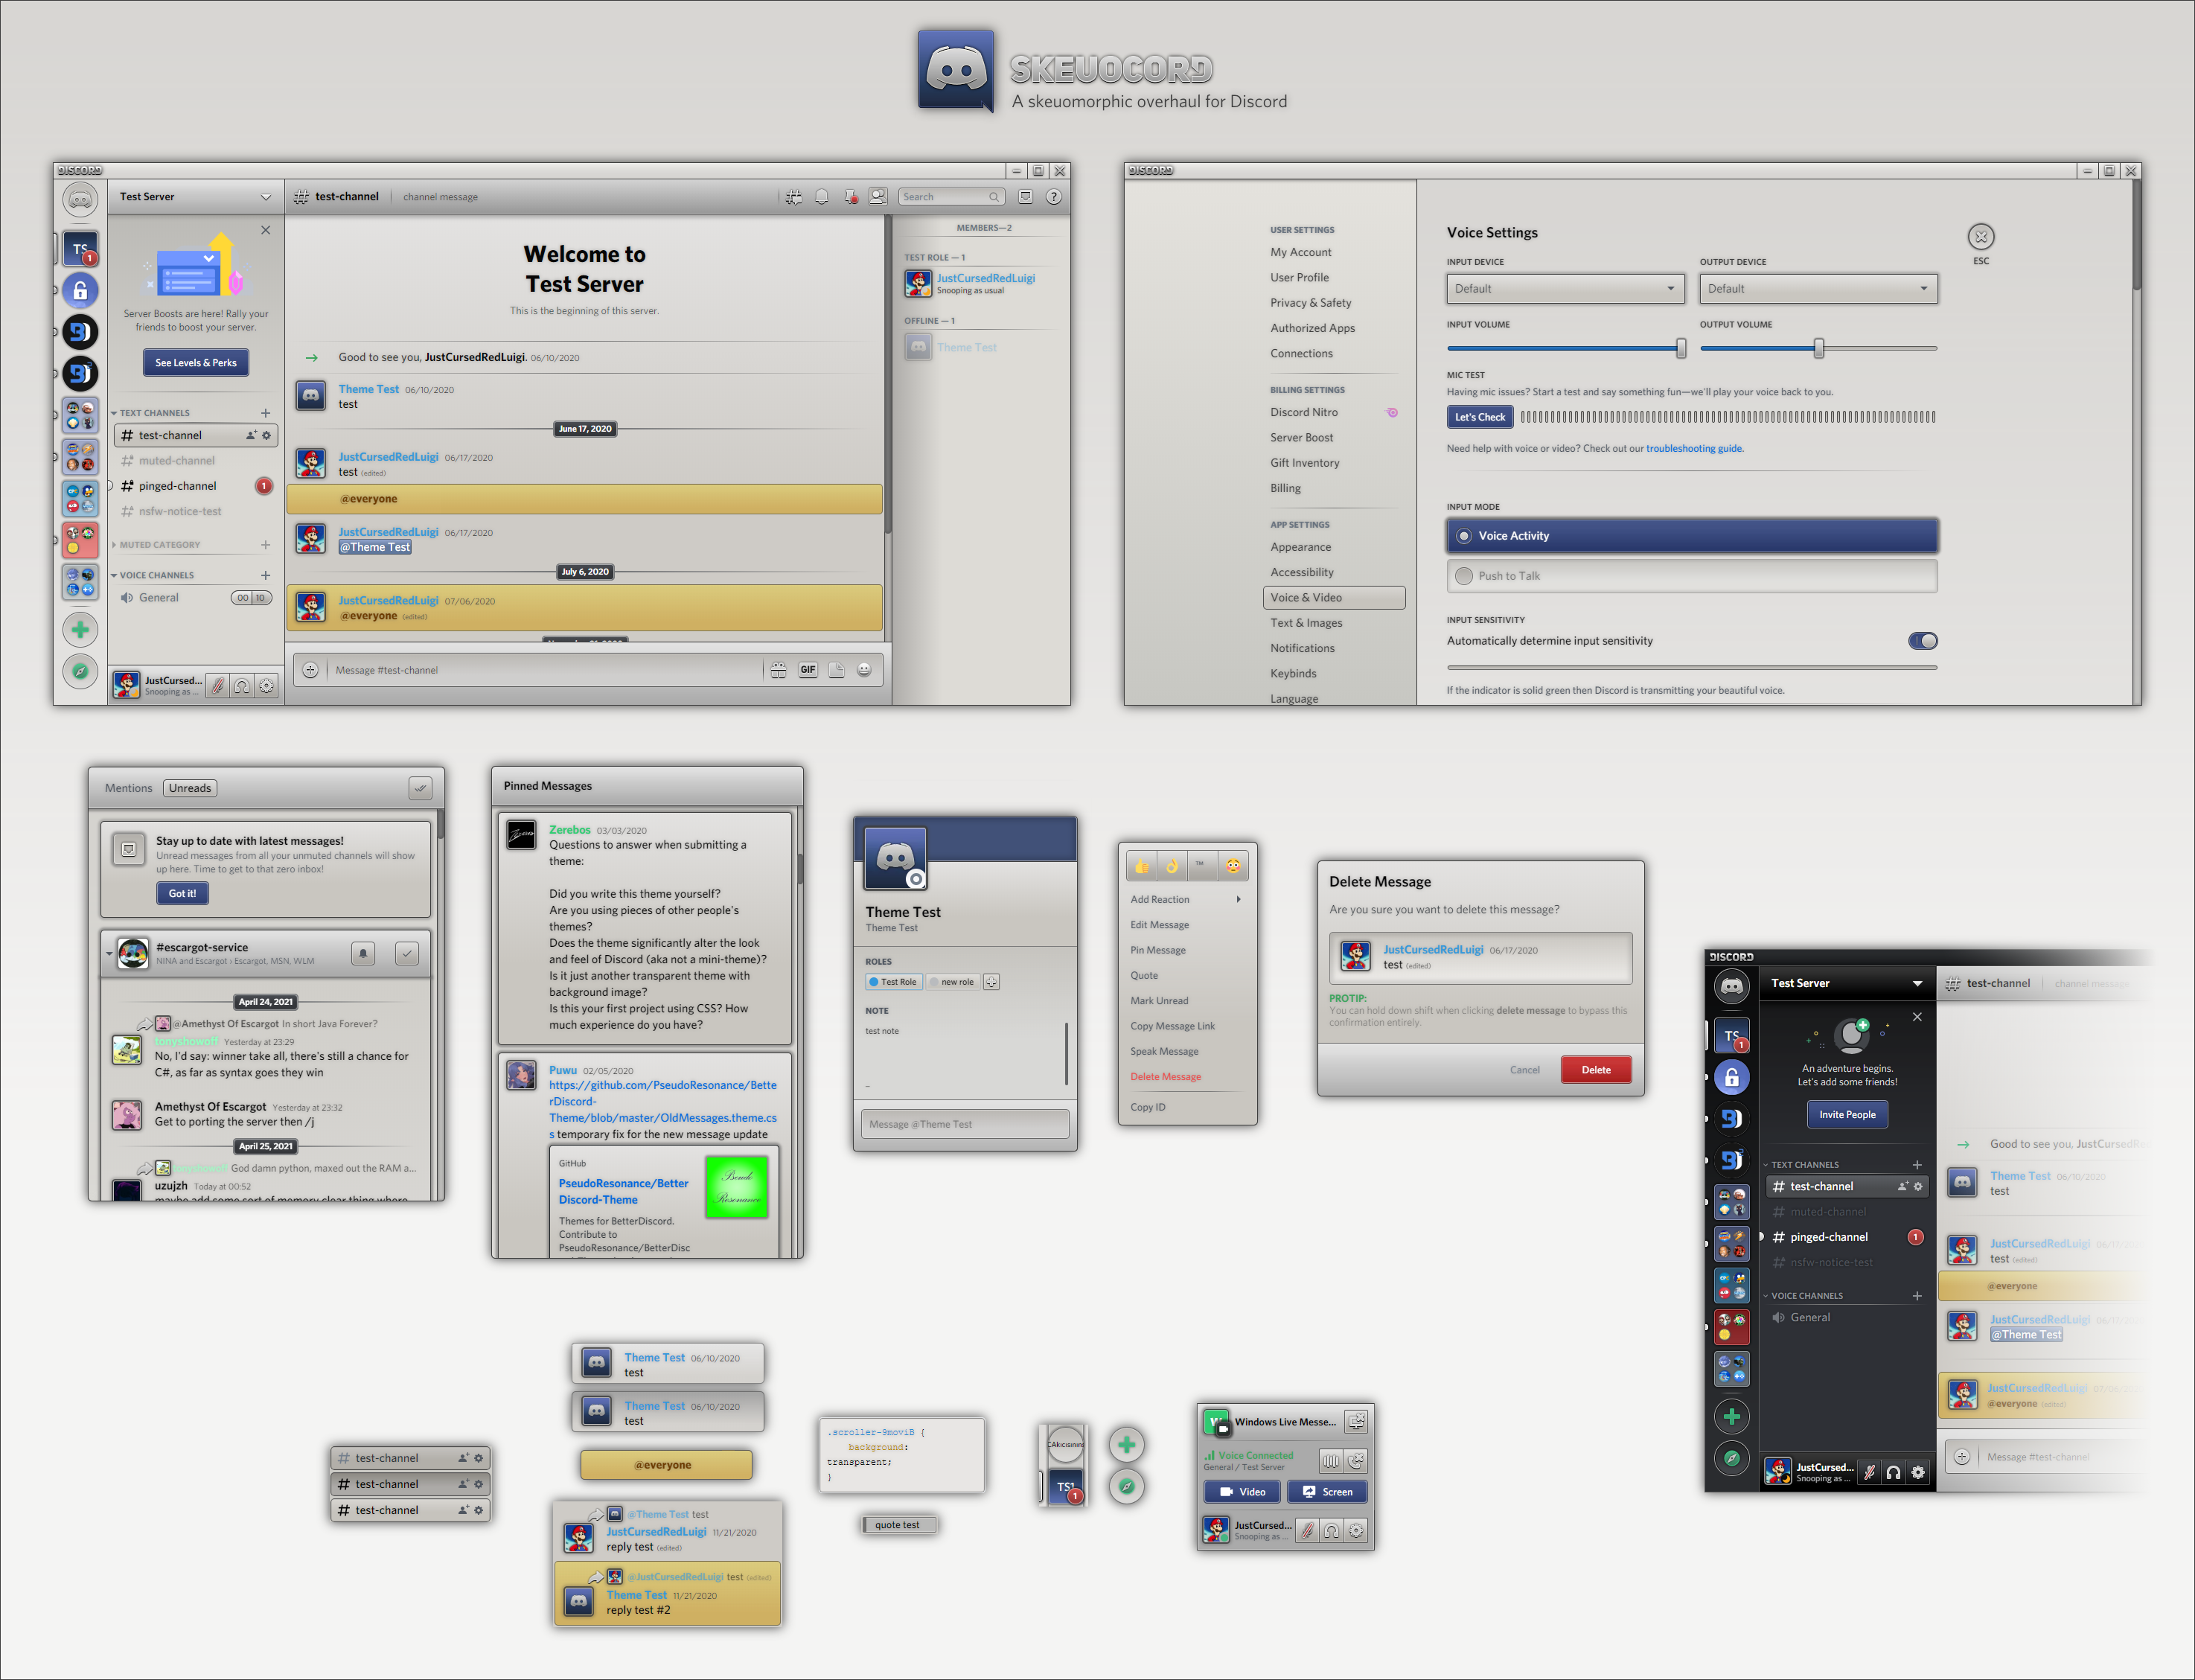 SKEUOCORD
A skeuomorphic overhaul for Discord
DISCORD
Test Server
test-channel
channel message
Search
TS
1
Server Boosts are here! Rally your
friends to boost your server.
See Levels & Perks
TEXT CHANNELS
test-channel
muted-channel
pinged-channel
1
nsfw-notice-test
MUTED CATEGORY
VOICE CHANNELS
General
00 10
JustCursed...
Snooping as ...
Welcome to
Test Server
This is the beginning of this server.
Good to see you, JustCursedRedLuigi. 06/10/2020
Theme Test 06/10/2020
test
June 17, 2020
JustCursedRedLuigi 06/17/2020
test (edited)
@everyone
JustCursedRedLuigi 06/17/2020
@Theme Test
July 6, 2020
JustCursedRedLuigi 07/06/2020
@everyone (edited)
Message #test-channel
GIF
MEMBERS—2
TEST ROLE — 1
JustCursedRedLuigi
Snooping as usual
OFFLINE — 1
Theme Test
DISCORD
USER SETTINGS
My Account
User Profile
Privacy & Safety
Authorized Apps
Connections
BILLING SETTINGS
Discord Nitro
Server Boost
Gift Inventory
Billing
APP SETTINGS
Appearance
Accessibility
Voice & Video
Text & Images
Notifications
Keybinds
Language
Voice Settings
ESC
INPUT DEVICE
OUTPUT DEVICE
Default
Default
INPUT VOLUME
OUTPUT VOLUME
MIC TEST
Having mic issues? Start a test and say something fun—we'll play your voice back to you.
Let's Check
Need help with voice or video? Check out our troubleshooting guide.
INPUT MODE
Voice Activity
Push to Talk
INPUT SENSITIVITY
Automatically determine input sensitivity
If the indicator is solid green then Discord is transmitting your beautiful voice.
Mentions
Unreads
Stay up to date with latest messages!
Unread messages from all your unmuted channels will show
up here. Time to get to that zero inbox!
Got it!
#escargot-service
NINA and Escargot › Escargot, MSN, WLM
April 24, 2021
@Amethyst Of Escargot In short Java Forever?
tonyshowoff Yesterday at 23:29
No, I'd say: winner take all, there's still a chance for
C#, as far as syntax goes they win
Amethyst Of Escargot Yesterday at 23:32
Get to porting the server then /j
April 25, 2021
God damn python, maxed out the RAM a...
uzujzh Today at 00:52
maybe add some sort of memory clear thing where
Pinned Messages
Zerebos 03/03/2020
Questions to answer when submitting a
theme:
Did you write this theme yourself?
Are you using pieces of other people's
themes?
Does the theme significantly alter the look
and feel of Discord (aka not a mini-theme)?
Is it just another transparent theme with
background image?
Is this your first project using CSS? How
much experience do you have?
Puwu 02/05/2020
https://github.com/PseudoResonance/Bette
rDiscord-
Theme/blob/master/OldMessages.theme.cs
s temporary fix for the new message update
GitHub
PseudoResonance/Better
Discord-Theme
Pseudo
Resonance
Themes for BetterDiscord.
Contribute to
PseudoResonance/BetterDisc
Theme Test
Theme Test
ROLES
Test Role
new role
NOTE
test note
Message @Theme Test
™
Add Reaction
Edit Message
Pin Message
Quote
Mark Unread
Copy Message Link
Speak Message
Delete Message
Copy ID
Delete Message
Are you sure you want to delete this message?
JustCursedRedLuigi 06/17/2020
test (edited)
PROTIP:
You can hold down shift when clicking delete message to bypass this
confirmation entirely.
Cancel
Delete
DISCORD
Test Server
test-channel
channel message
TS
1
An adventure begins.
Let's add some friends!
Invite People
TEXT CHANNELS
test-channel
muted-channel
pinged-channel
1
nsfw-notice-test
VOICE CHANNELS
General
JustCursed...
Snooping as ...
Good to see you, JustCursedR
Theme Test 06/10/2020
test
JustCursedRedLuigi 06/17/
test (edited)
@everyone
JustCursedRedLuigi
@Theme Test
JustCursedRedLuigi
@everyone (edited)
Message #test-channel
Theme Test 06/10/2020
test
Theme Test 06/10/2020
test
@everyone
test-channel
test-channel
test-channel
@Theme Test test
JustCursedRedLuigi 11/21/2020
reply test (edited)
@JustCursedRedLuigi test (edited)
Theme Test 11/21/2020
reply test #2
.scroller-9moviB {
background:
transparent;
}
quote test
TS1
1
Windows Live Messe...
Voice Connected
General / Test Server
Video
Screen
JustCursed...
Snooping as ...